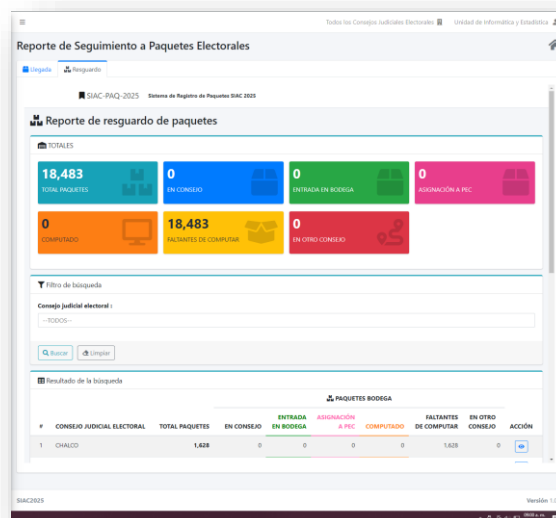 Todos los Consejos Judiciales Electorales Unidad de Informática y Estadística
Reporte de Seguimiento a Paquetes Electorales
Llegada Resguardo
SIAC-PAQ-2025 Sistema de Registro de Paquetes SIAC 2025
Reporte de resguardo de paquetes
TOTALES
18,483 0 0 0
TOTAL PAQUETES EN CONSEJO ENTRADA EN BODEGA ASIGNACIÓN A PEC
0 18,483 0
COMPUTADO FALTANTES DE COMPUTAR EN OTRO CONSEJO
Filtro de búsqueda
Consejo judicial electoral :
--TODOS--
Buscar Limpiar
Resultado de la búsqueda
PAQUETES BODEGA
# CONSEJO JUDICIAL ELECTORAL TOTAL PAQUETES EN CONSEJO ENTRADA EN BODEGA ASIGNACIÓN A PEC COMPUTADO FALTANTES DE COMPUTAR EN OTRO CONSEJO ACCIÓN
1 CHALCO 1,628 0 0 0 0 1,628 0
SIAC2025 Versión